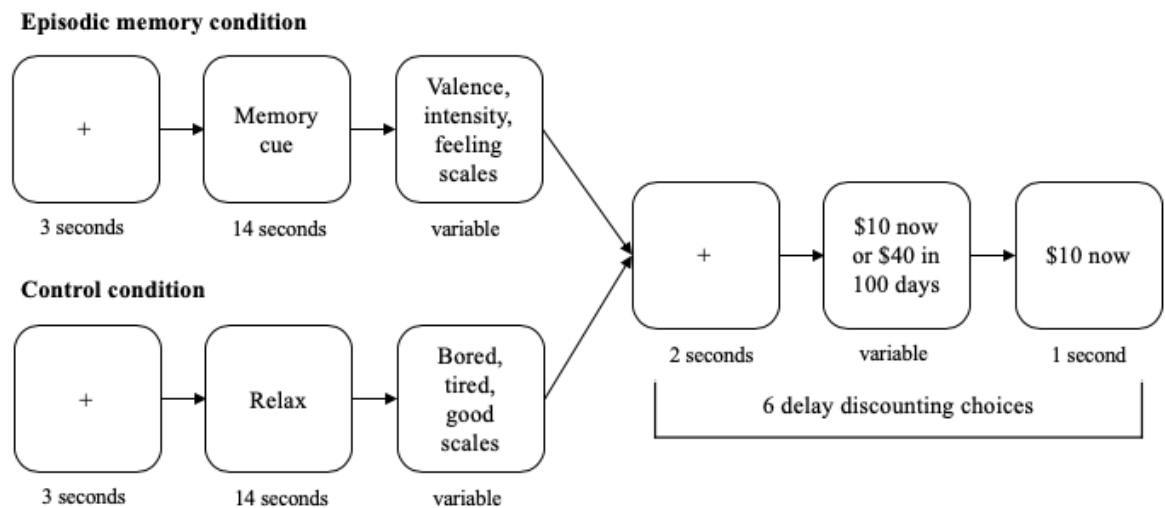 Episodic memory condition
+
Memory
cue
Valence,
intensity,
feeling
scales
3 seconds
14 seconds
variable
Control condition
+
Relax
Bored,
tired,
good
scales
3 seconds
14 seconds
variable
+
$10 now
or $40 in
100 days
$10 now
2 seconds
variable
1 second
6 delay discounting choices